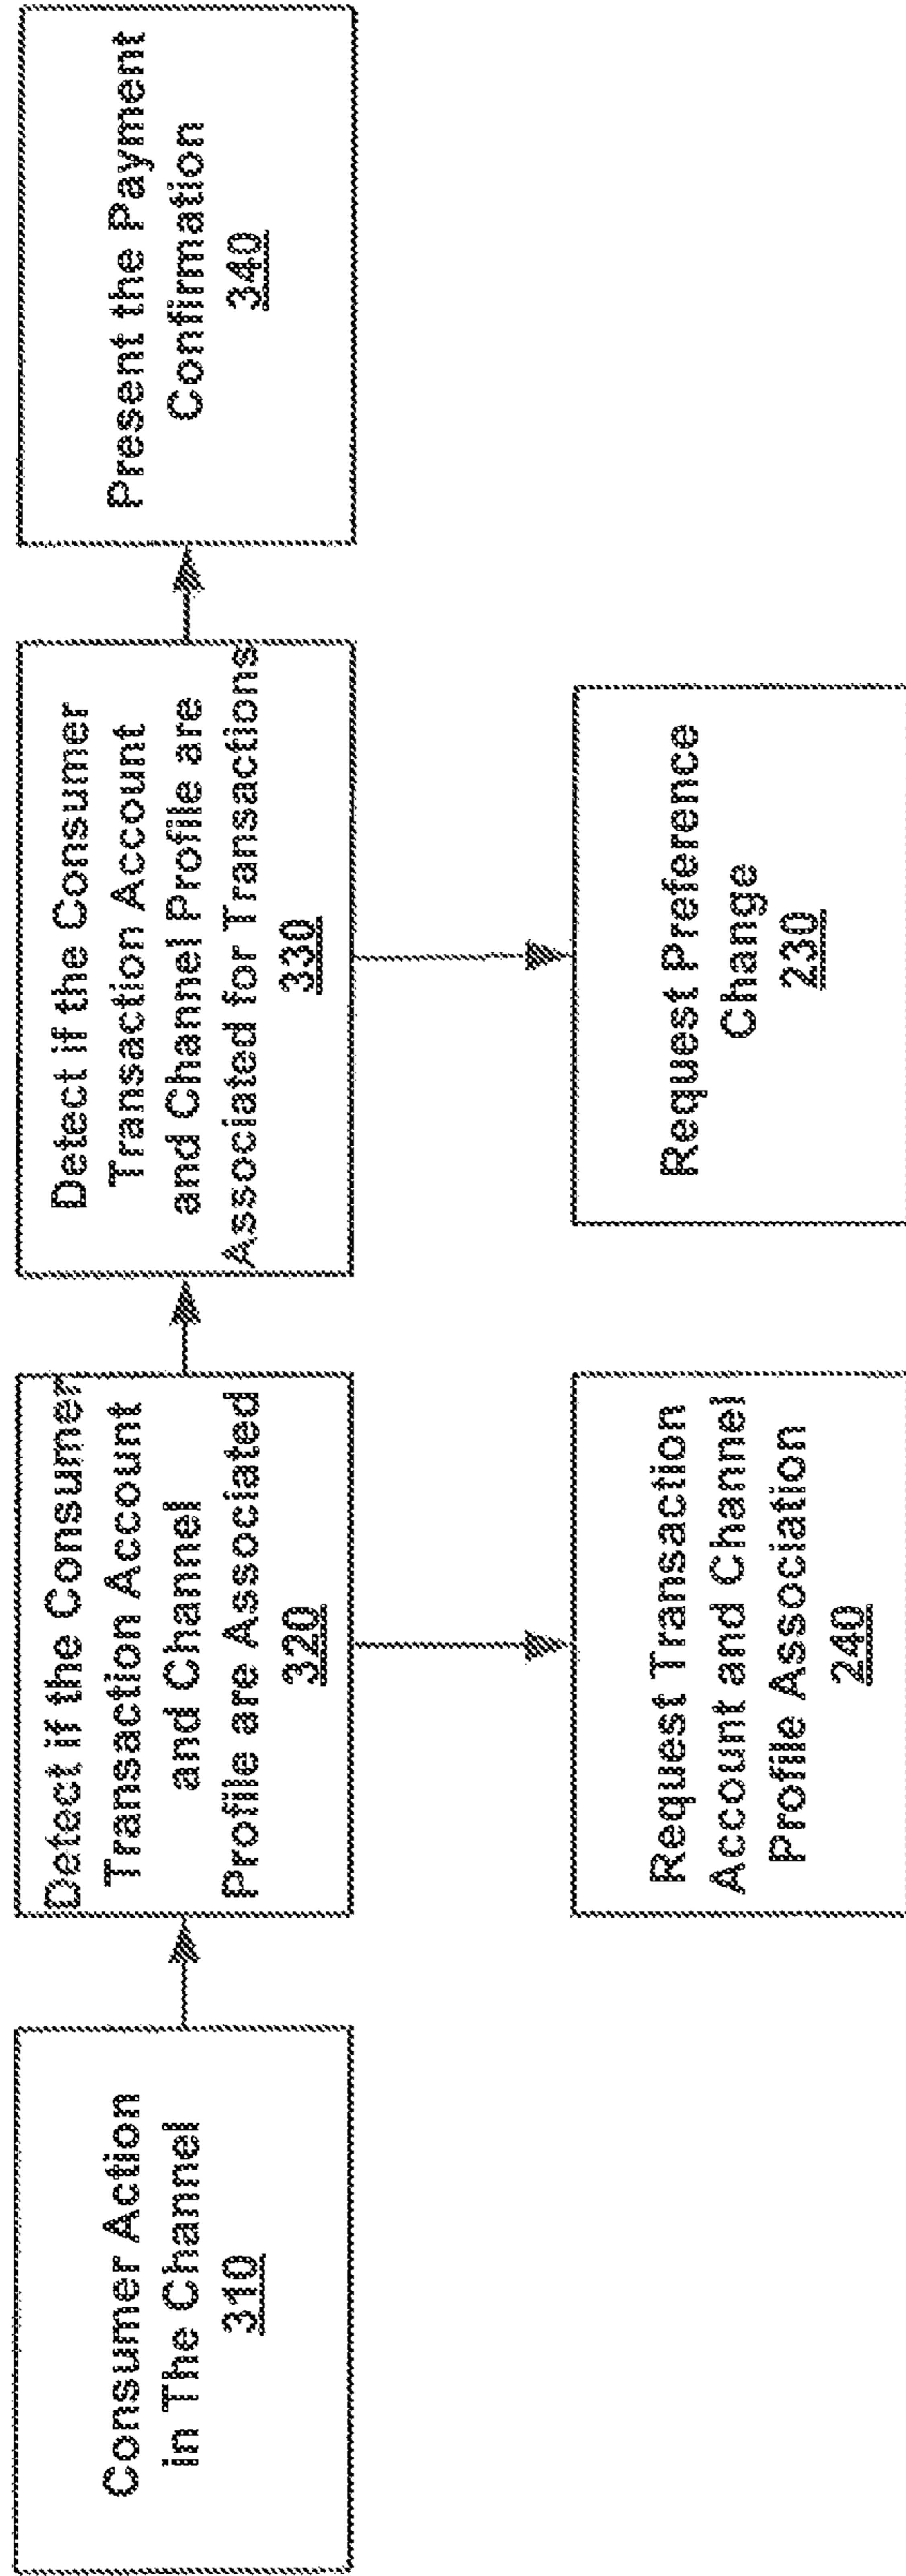 Consumer Action
in The Channel
310
Detect if the Consumer
Transaction Account
and Channel
Profile are Associated
320
Detect if the Consumer
Transaction Account
and Channel Profile are
Associated for Transactions
330
Present the Payment
Confirmation
340
Request Transaction
Account and Channel
Profile Association
240
Request Preference
Change
230